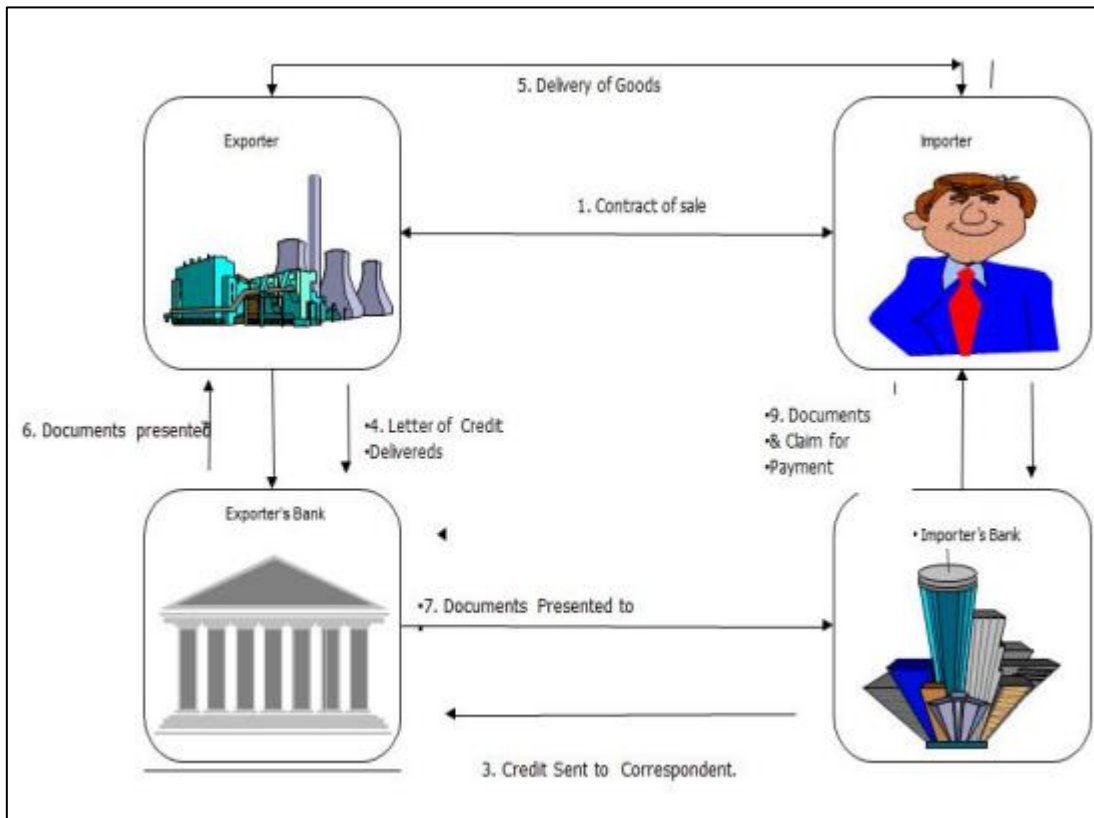 5. Delivery of Goods
Exporter
Importer
1. Contract of sale
6. Documents presented
•4. Letter of Credit
•Delivereds
•9. Documents
•& Claim for
•Payment
Exporter's Bank
• Importer's Bank
•7. Documents Presented to
•
3. Credit Sent to Correspondent.